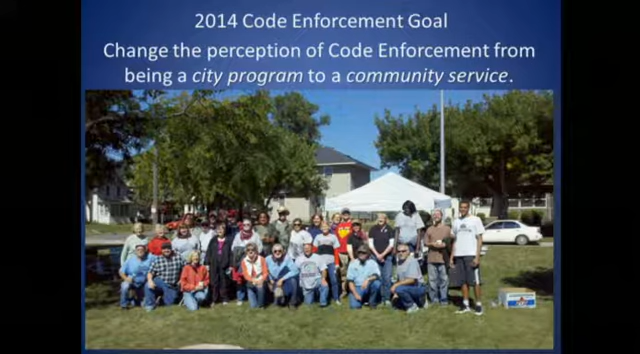 2014 Code Enforcement Goal
Change the perception of Code Enforcement from
being a city program to a community service.